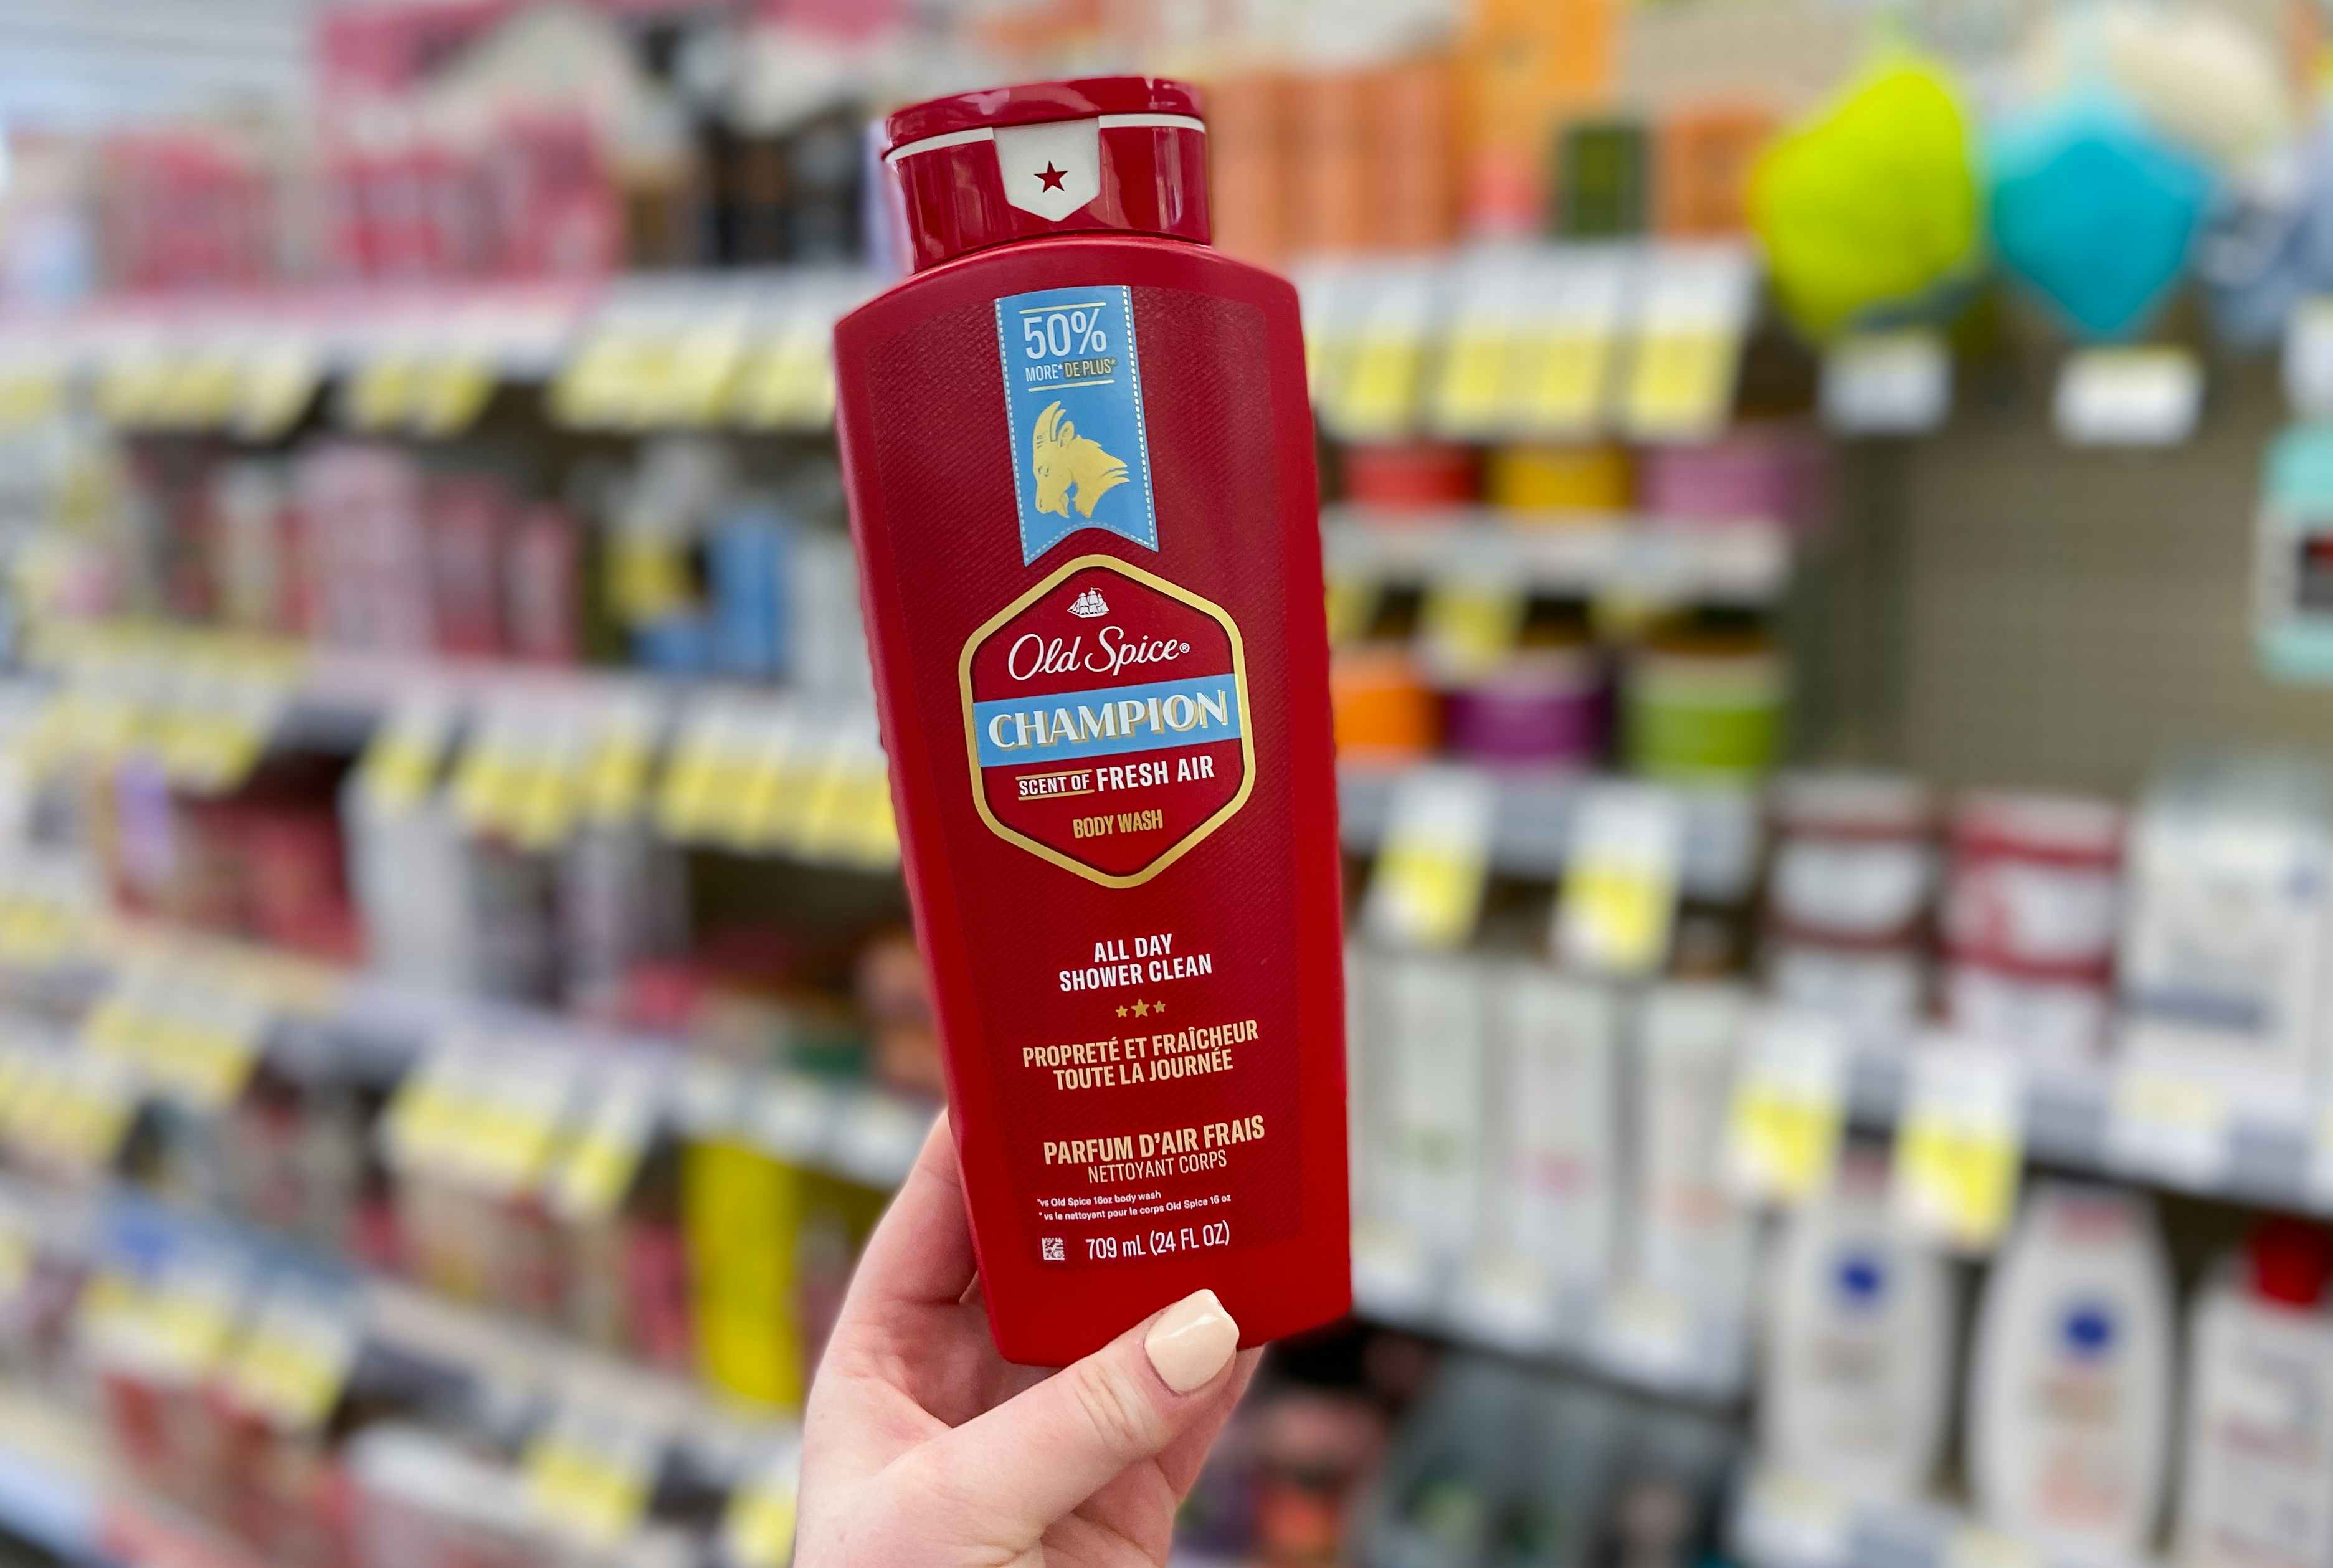 50%
MORE* DE PLUS*
Old Spice®
CHAMPION
SCENT OF FRESH AIR
BODY WASH
ALL DAY
SHOWER CLEAN
PROPRETÉ ET FRAÎCHEUR
TOUTE LA JOURNÉE
PARFUM D'AIR FRAIS
NETTOYANT CORPS
*vs Old Spice 16oz body wash
* vs le nettoyant pour le corps Old Spice 16 oz
709 mL (24 FL OZ)